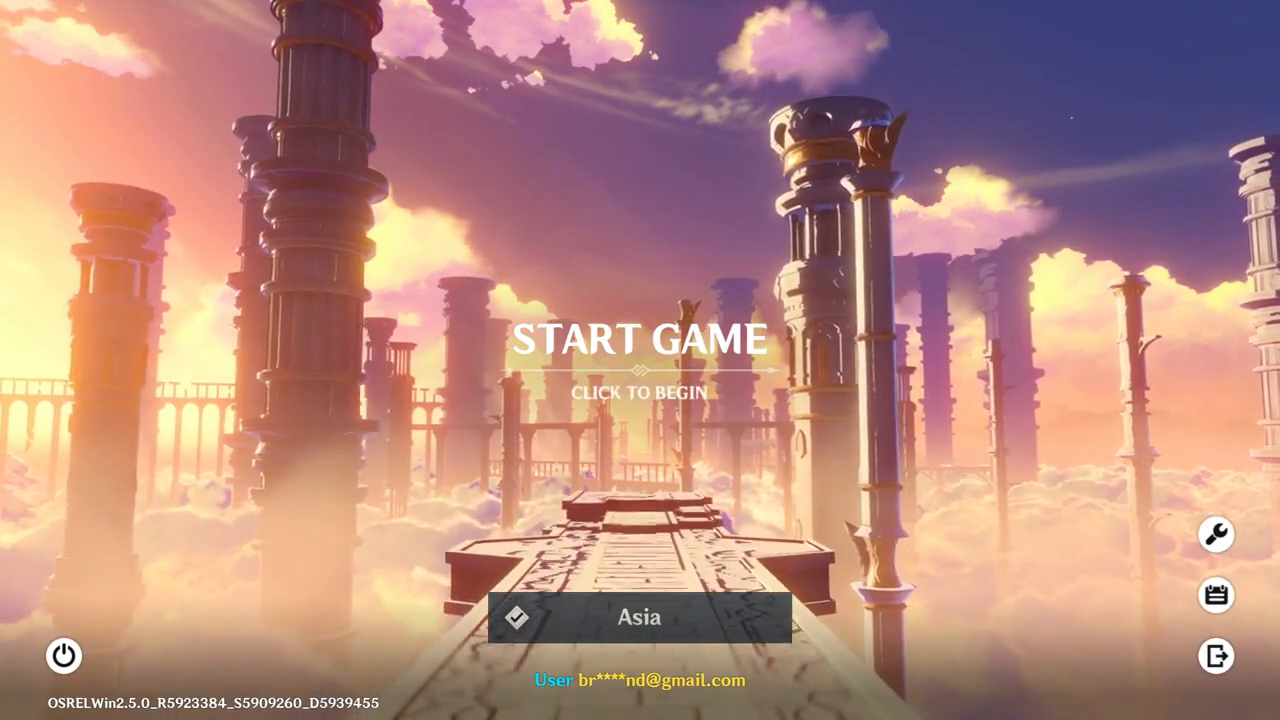 START GAME
CLICK TO BEGIN
Asia
User br****nd@gmail.com
OSRELWin2.5.0_R5923384_S5909260_D5939455